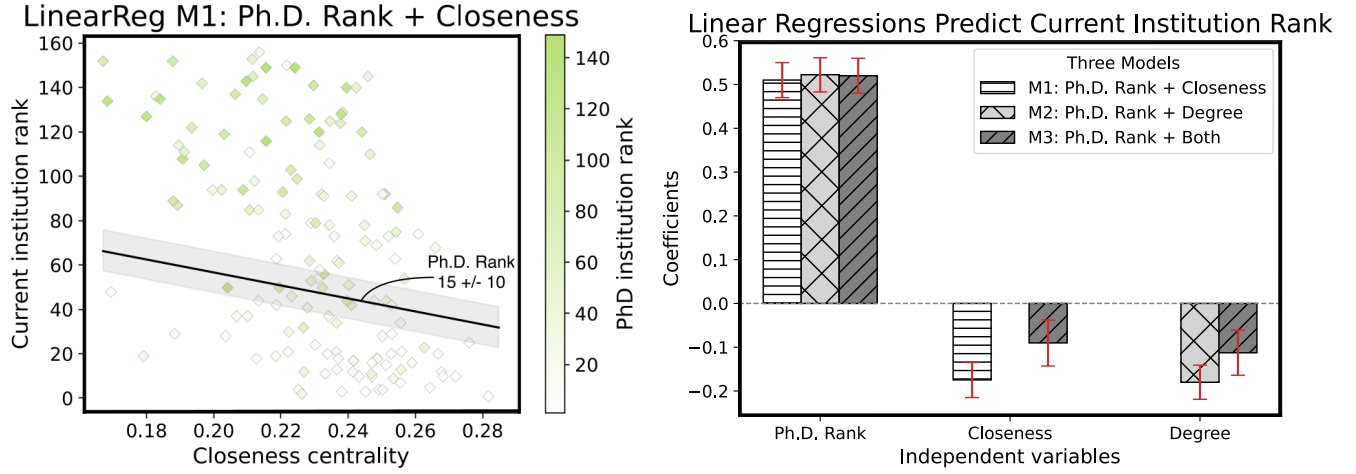 LinearReg M1: Ph.D. Rank + Closeness
Current institution rank
160
140
120
100
80
60
40
20
0
0.18
0.20
0.22
0.24
0.26
0.28
Closeness centrality
Ph.D. Rank
15 +/- 10
PhD institution rank
140
120
100
80
60
40
20
Linear Regressions Predict Current Institution Rank
Coefficients
0.6
0.5
0.4
0.3
0.2
0.1
0.0
−0.1
−0.2
Three Models
M1: Ph.D. Rank + Closeness
M2: Ph.D. Rank + Degree
M3: Ph.D. Rank + Both
Ph.D. Rank
Closeness
Degree
Independent variables